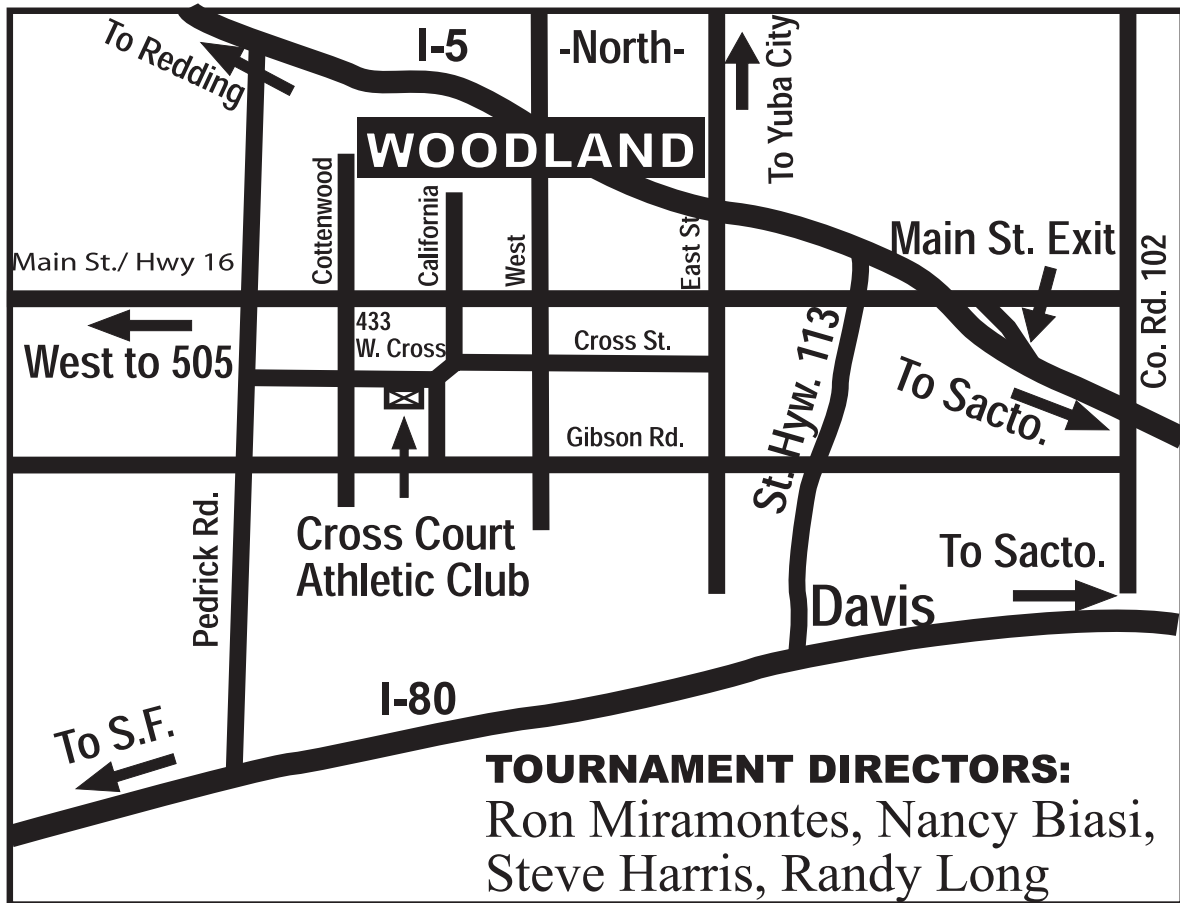 To Redding
I-5
-North-
To Yuba City
WOODLAND
Cottenwood
California
West
East St
Main St. Exit
Main St./ Hwy 16
Co. Rd. 102
West to 505
433
W. Cross
Cross St.
St. Hyw. 113
To Sacto.
Gibson Rd.
Pedrick Rd.
Cross Court
Athletic Club
To Sacto.
Davis
I-80
To S.F.
TOURNAMENT DIRECTORS:
Ron Miramontes, Nancy Biasi,
Steve Harris, Randy Long